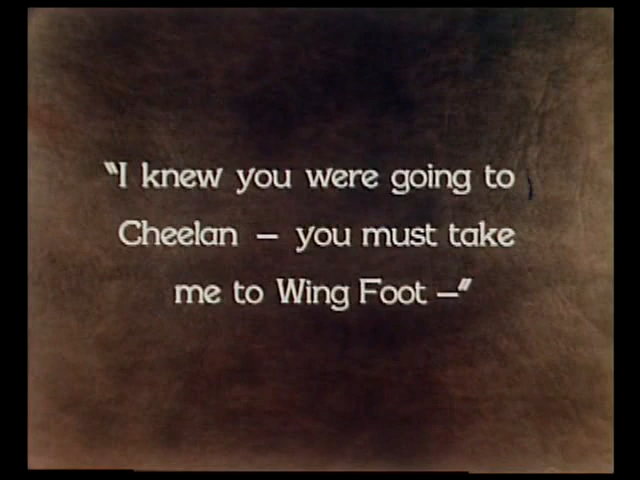 "I knew you were going to
Cheelan — you must take
me to Wing Foot —"